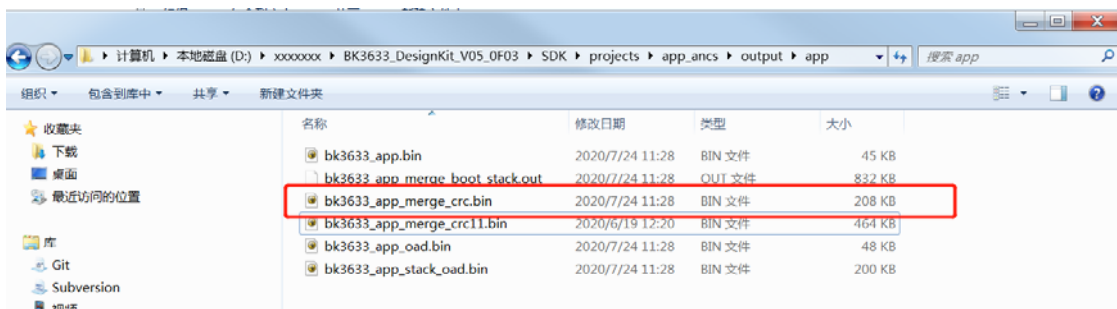 计算机 本地磁盘 (D:) xxxxxxx BK3633_DesignKit_V05_0F03 SDK projects app_ancs output app 搜索 app
组织 包含到库中 共享 新建文件夹
收藏夹
下载
桌面
最近访问的位置
库
Git
Subversion
视频
名称 修改日期 类型 大小
bk3633_app.bin 2020/7/24 11:28 BIN 文件 45 KB
bk3633_app_merge_boot_stack.out 2020/7/24 11:28 OUT 文件 832 KB
bk3633_app_merge_crc.bin 2020/7/24 11:28 BIN 文件 208 KB
bk3633_app_merge_crc11.bin 2020/6/19 12:20 BIN 文件 464 KB
bk3633_app_oad.bin 2020/7/24 11:28 BIN 文件 48 KB
bk3633_app_stack_oad.bin 2020/7/24 11:28 BIN 文件 200 KB